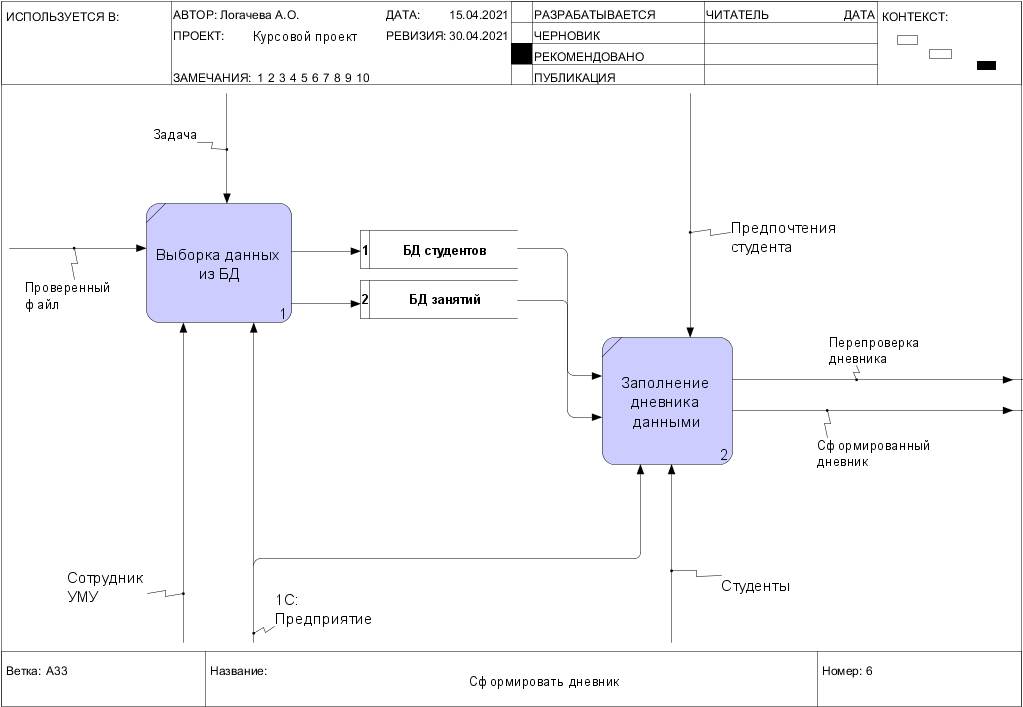 ИСПОЛЬЗУЕТСЯ В:
АВТОР: Логачева А.О.
ДАТА: 15.04.2021
РАЗРАБАТЫВАЕТСЯ
ЧИТАТЕЛЬ
ДАТА
КОНТЕКСТ:
ПРОЕКТ: Курсовой проект
РЕВИЗИЯ: 30.04.2021
ЧЕРНОВИК
РЕКОМЕНДОВАНО
ЗАМЕЧАНИЯ: 1 2 3 4 5 6 7 8 9 10
ПУБЛИКАЦИЯ
Задача
Предпочтения
студента
Выборка данных
из БД
1
1 БД студентов
2 БД занятий
Проверенный
файл
Перепроверка
дневника
Заполнение
дневника
данными
2
Сформированный
дневник
Сотрудник
УМУ
1С:
Предприятие
Студенты
Ветка: A33
Название:
Сформировать дневник
Номер: 6